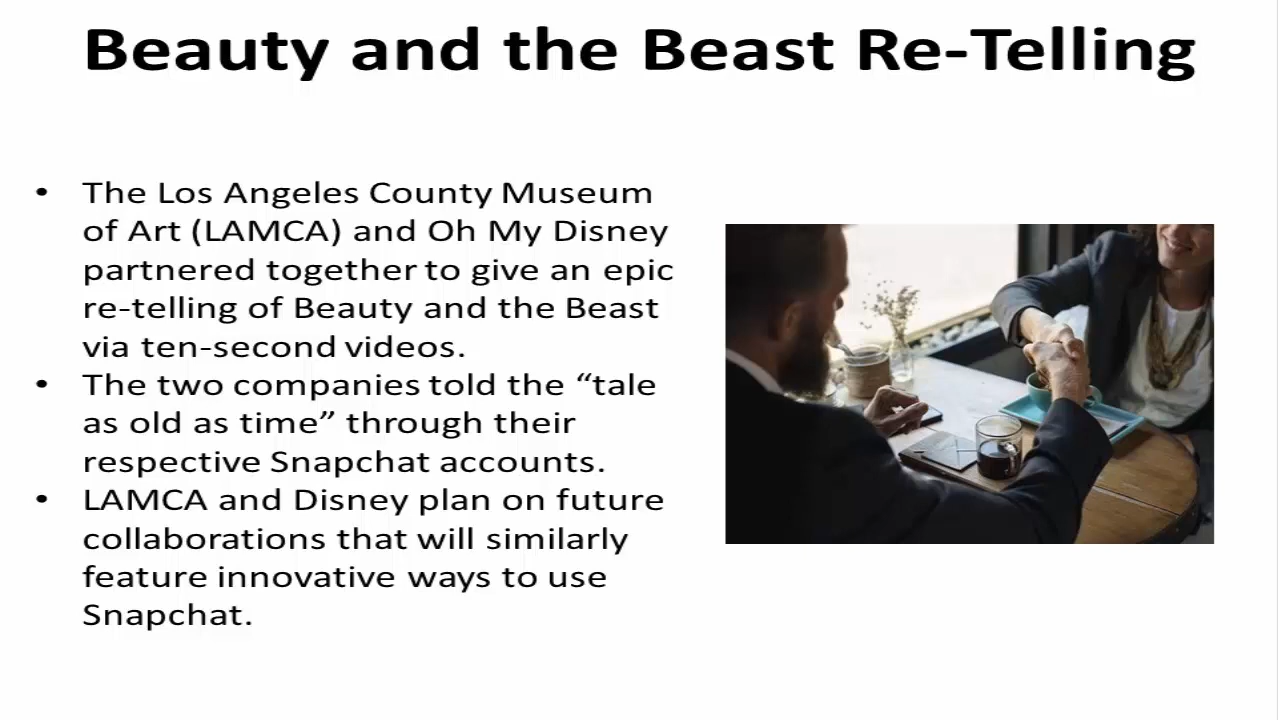 Beauty and the Beast Re-Telling
• The Los Angeles County Museum
of Art (LAMCA) and Oh My Disney
partnered together to give an epic
re-telling of Beauty and the Beast
via ten-second videos.
• The two companies told the “tale
as old as time” through their
respective Snapchat accounts.
• LAMCA and Disney plan on future
collaborations that will similarly
feature innovative ways to use
Snapchat.